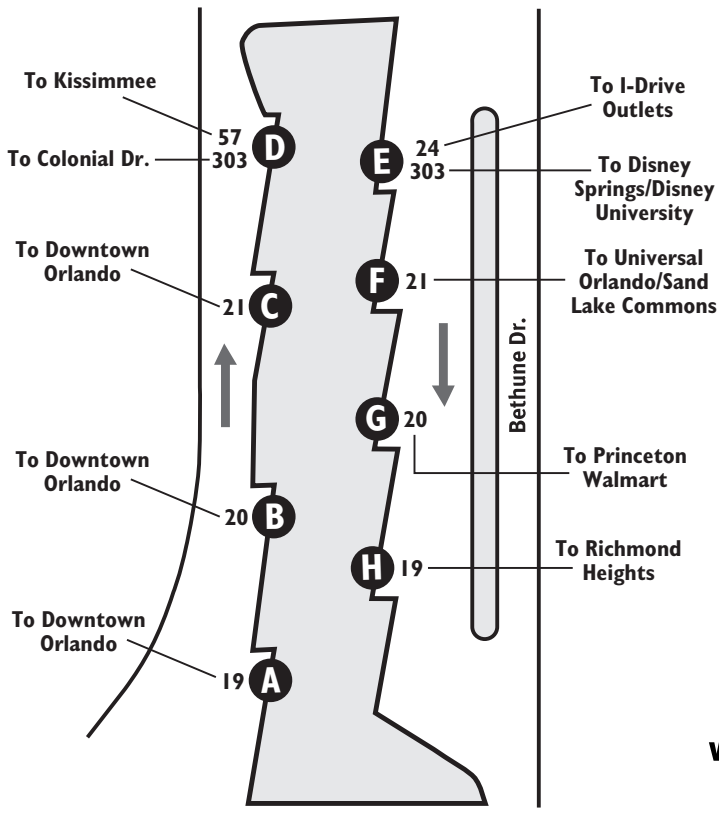 To Kissimmee
57
To Colonial Dr.
303
D
To Downtown
Orlando
21
C
To Downtown
Orlando
20
B
To Downtown
Orlando
19
A
To I-Drive
Outlets
24
E
303
To Disney
Springs/Disney
University
F
21
To Universal
Orlando/Sand
Lake Commons
Bethune Dr.
G
20
To Princeton
Walmart
H
19
To Richmond
Heights